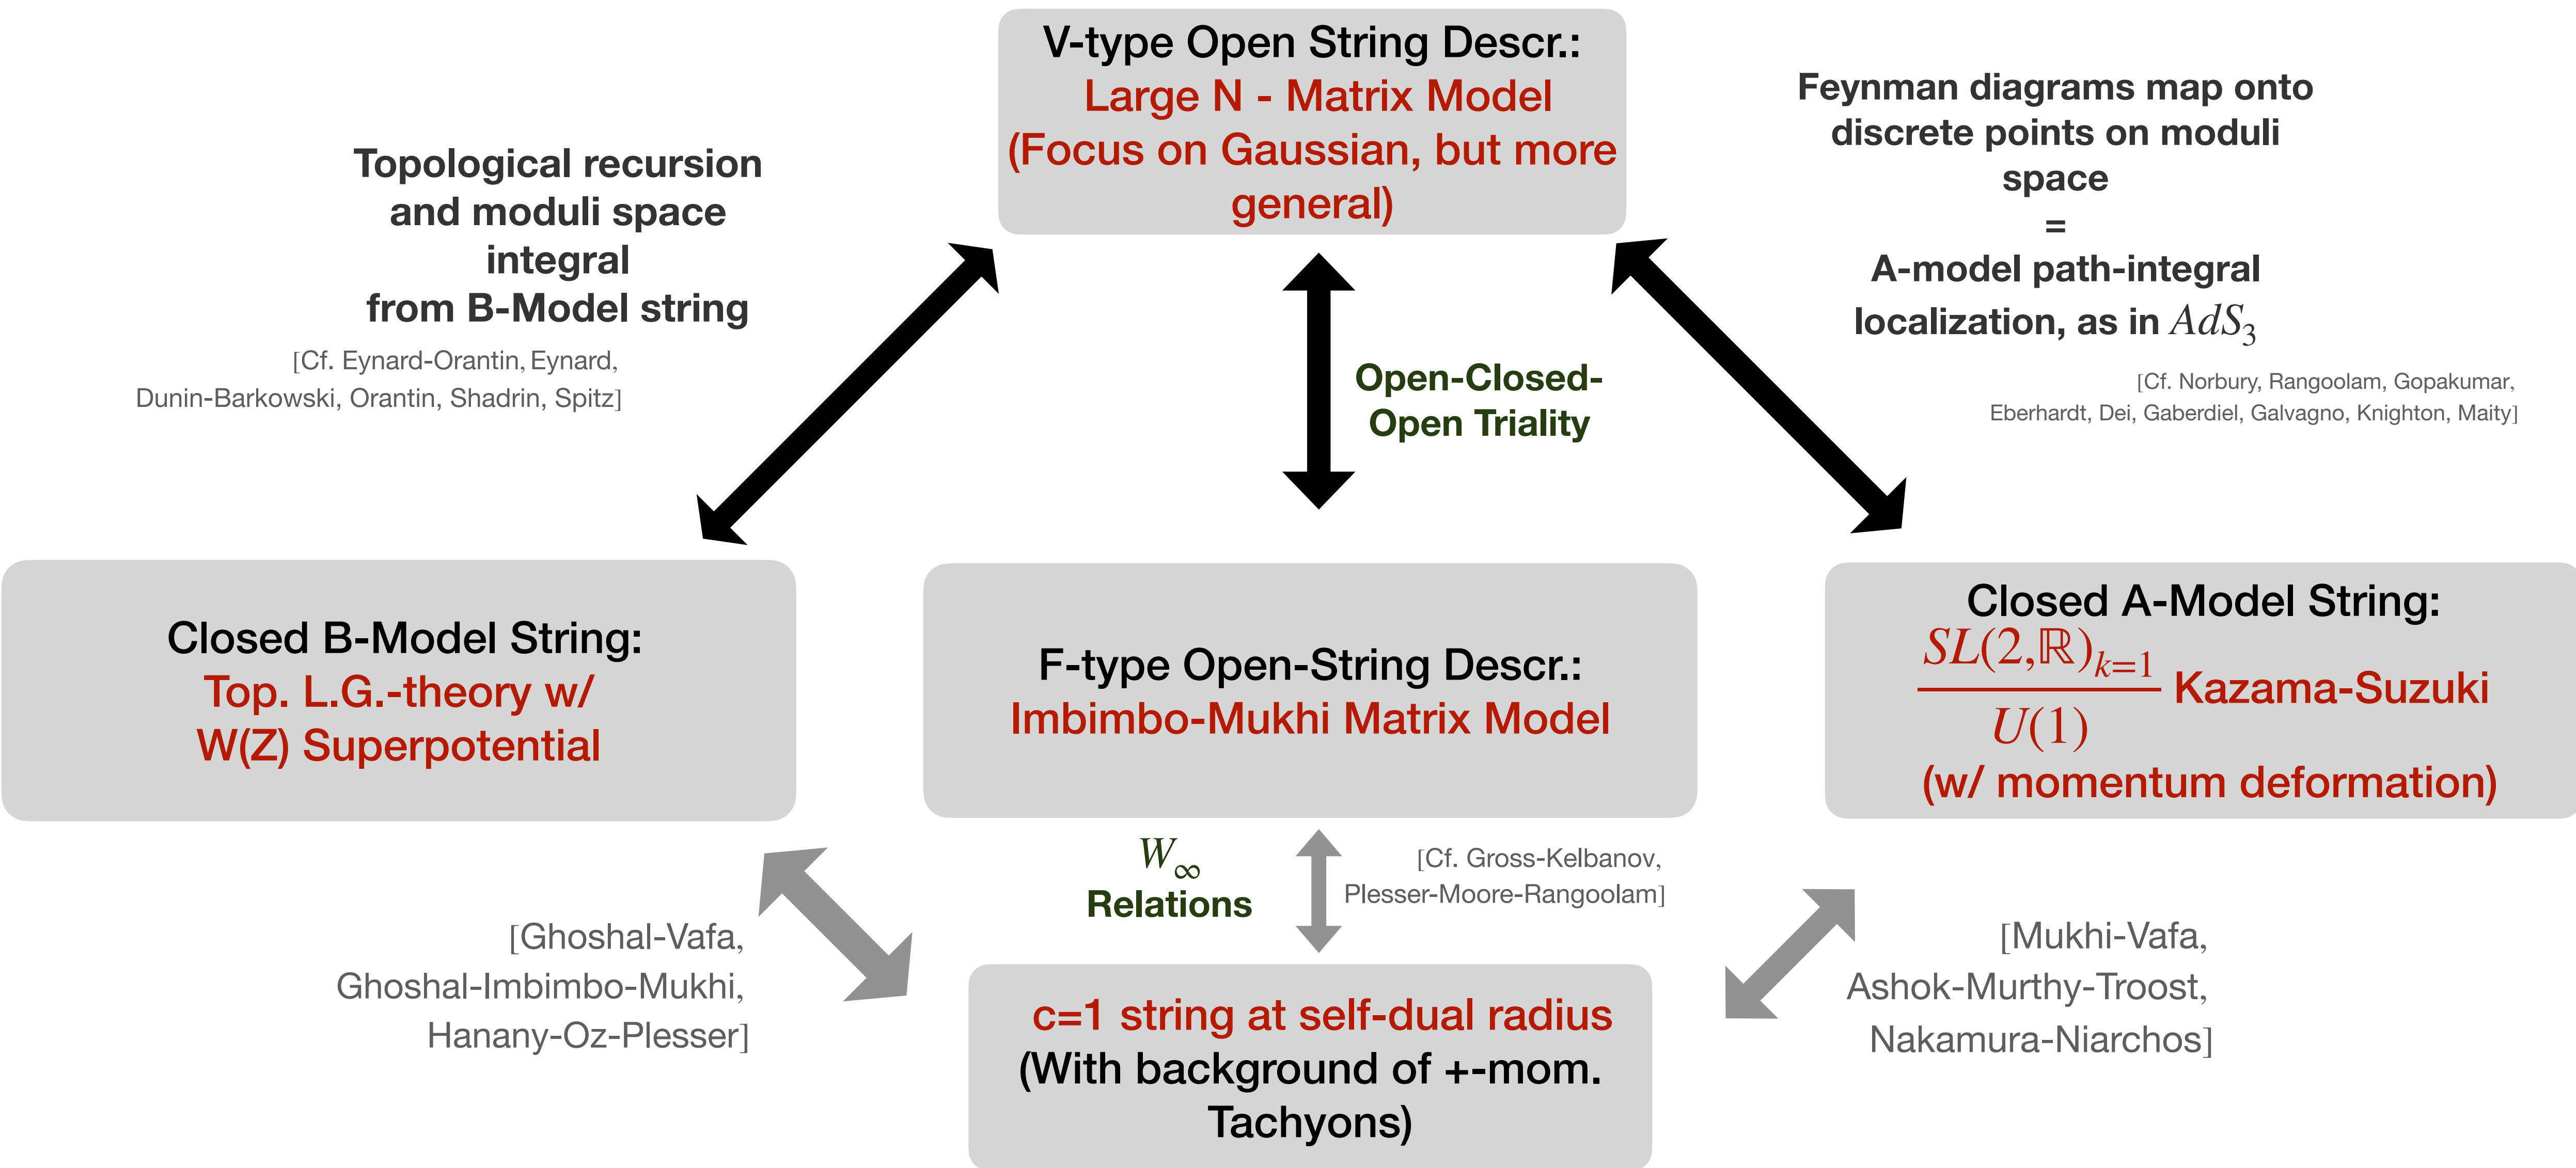 V-type Open String Descr.:
Large N - Matrix Model
(Focus on Gaussian, but more
general)
Topological recursion
and moduli space
integral
from B-Model string
[Cf. Eynard-Orantin, Eynard,
Dunin-Barkowski, Orantin, Shadrin, Spitz]
Open-Closed-
Open Triality
Feynman diagrams map onto
discrete points on moduli
space
=
A-model path-integral
localization, as in AdS₃
[Cf. Norbury, Rangoolam, Gopakumar,
Eberhardt, Dei, Gaberdiel, Galvagno, Knighton, Maity]
Closed B-Model String:
Top. L.G.-theory w/
W(Z) Superpotential
F-type Open-String Descr.:
Imbimbo-Mukhi Matrix Model
Closed A-Model String:
SL(2,ℝ)ₖ₌₁
U(1)
Kazama-Suzuki
(w/ momentum deformation)
[Ghoshal-Vafa,
Ghoshal-Imbimbo-Mukhi,
Hanany-Oz-Plesser]
W∞
Relations
[Cf. Gross-Kelbanov,
Plesser-Moore-Rangoolam]
[Mukhi-Vafa,
Ashok-Murthy-Troost,
Nakamura-Niarchos]
c=1 string at self-dual radius
(With background of +-mom.
Tachyons)